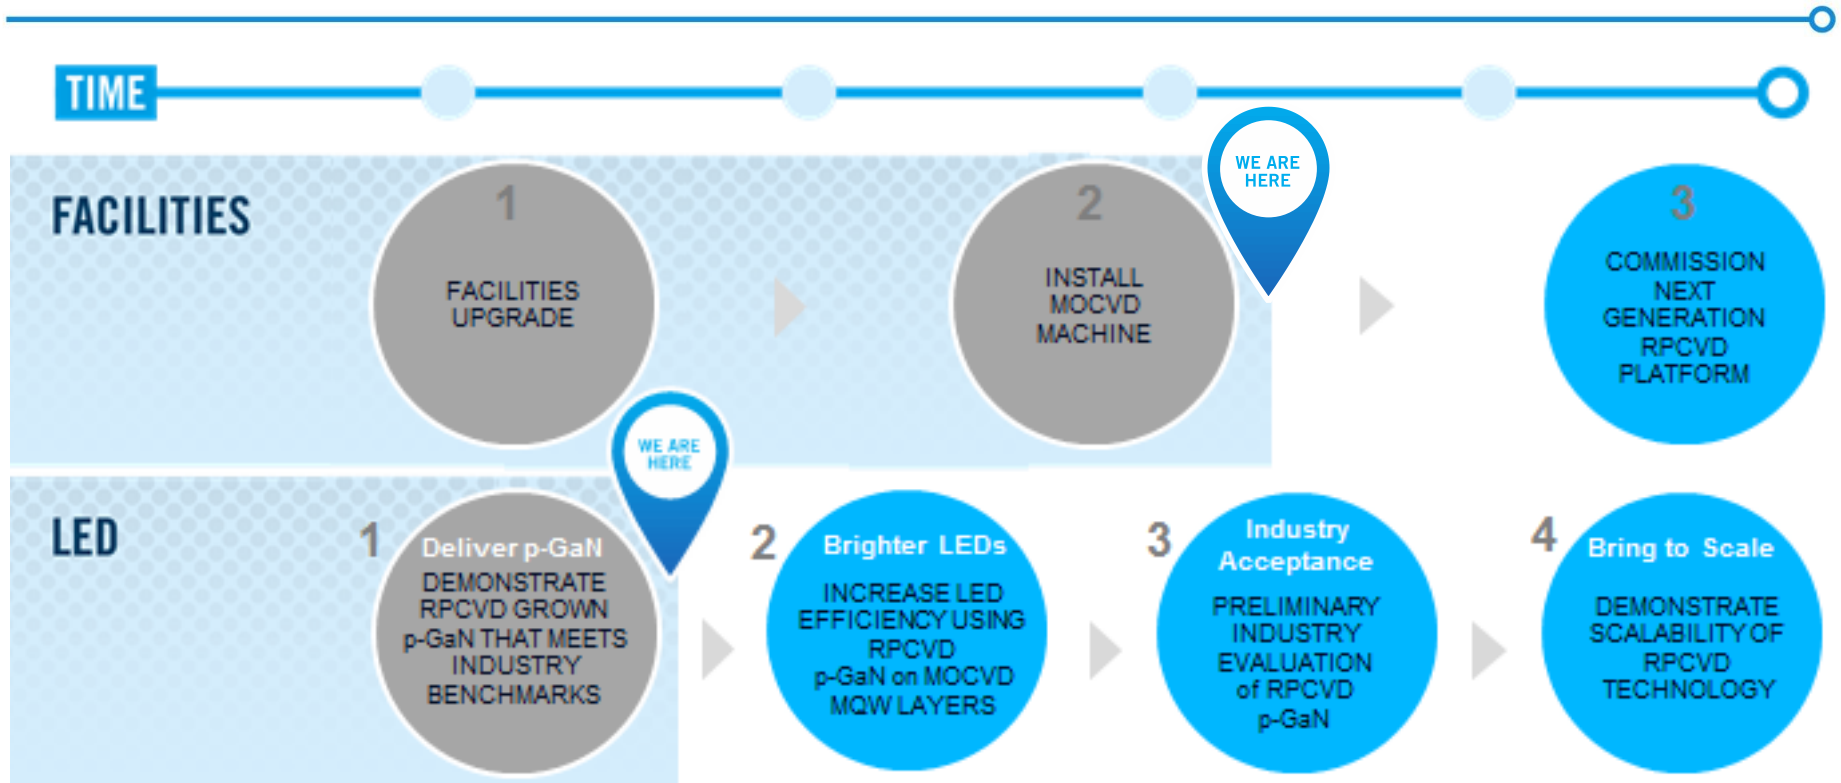 TIME
FACILITIES
1
FACILITIES
UPGRADE
2
INSTALL
MOCVD
MACHINE
WE ARE
HERE
3
COMMISSION
NEXT
GENERATION
RPCVD
PLATFORM
WE ARE
HERE
LED
1
Deliver p-GaN
DEMONSTRATE
RPCVD GROWN
p-GaN THAT MEETS
INDUSTRY
BENCHMARKS
2
Brighter LEDs
INCREASE LED
EFFICIENCY USING
RPCVD
p-GaN on MOCVD
MQW LAYERS
3
Industry
Acceptance
PRELIMINARY
INDUSTRY
EVALUATION
of RPCVD
p-GaN
4
Bring to Scale
DEMONSTRATE
SCALABILITY OF
RPCVD
TECHNOLOGY